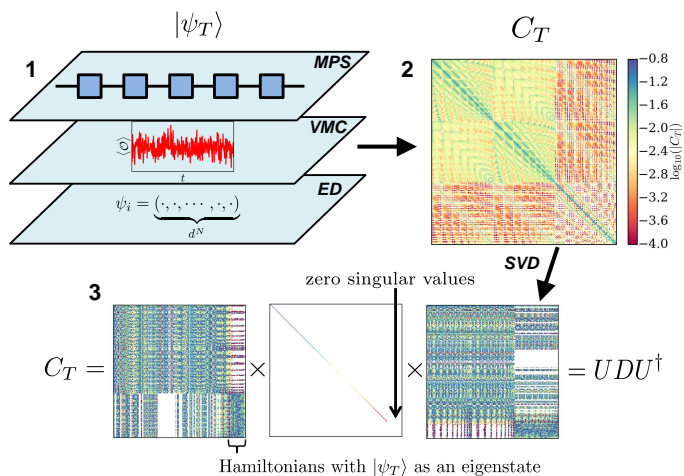 |ψ_T⟩
C_T
1
MPS
VMC
⟨O⟩
t
ED
ψ_i = (·, ·, ···, ·, ·)
d^N
2
−0.8
−1.2
−1.6
−2.0
−2.4
−2.8
−3.2
−3.6
−4.0
log₁₀(|C_T|)
SVD
3
zero singular values
C_T = × × = UDU†
Hamiltonians with |ψ_T⟩ as an eigenstate